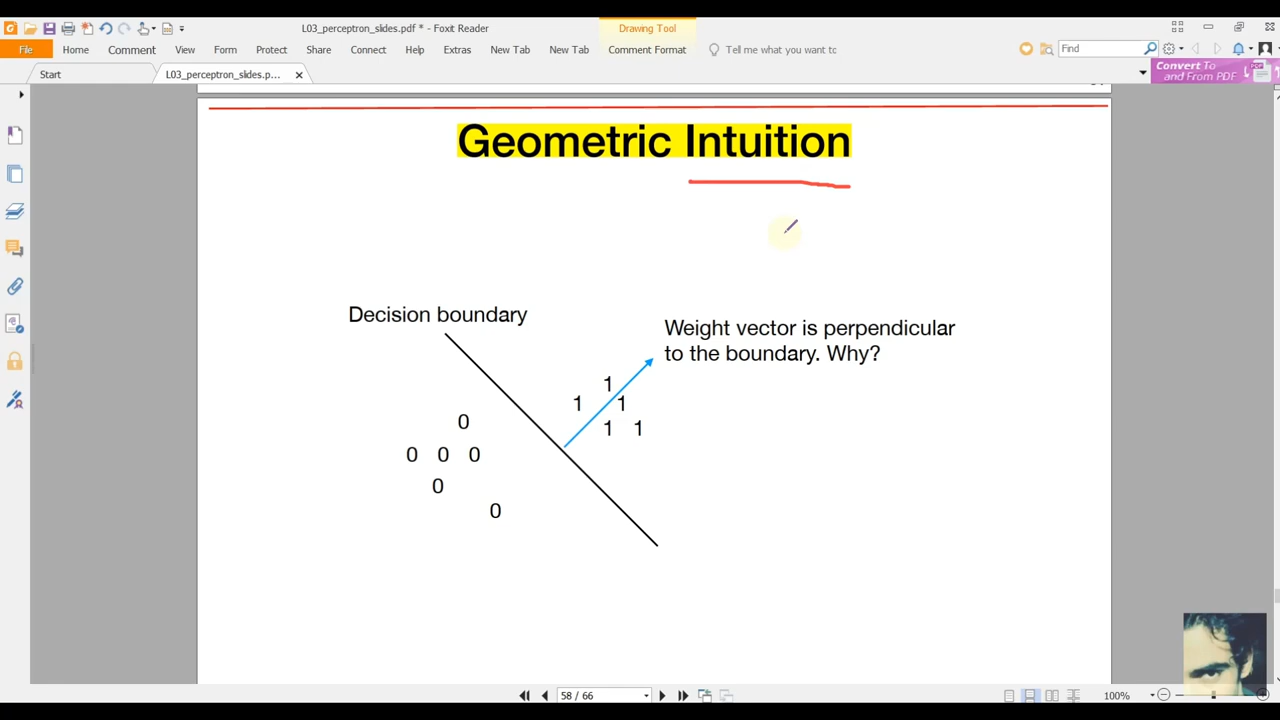 L03_perceptron_slides.pdf * - Foxit Reader
Drawing Tool
File Home Comment View Form Protect Share Connect Help Extras New Tab New Tab Comment Format Tell me what you want to Find
Start L03_perceptron_slides.p...
Convert To
and From PDF
PDF
Geometric Intuition
Decision boundary
Weight vector is perpendicular
to the boundary. Why?
1
1 1
1 1
0
0 0 0
0
0
58 / 66
100%